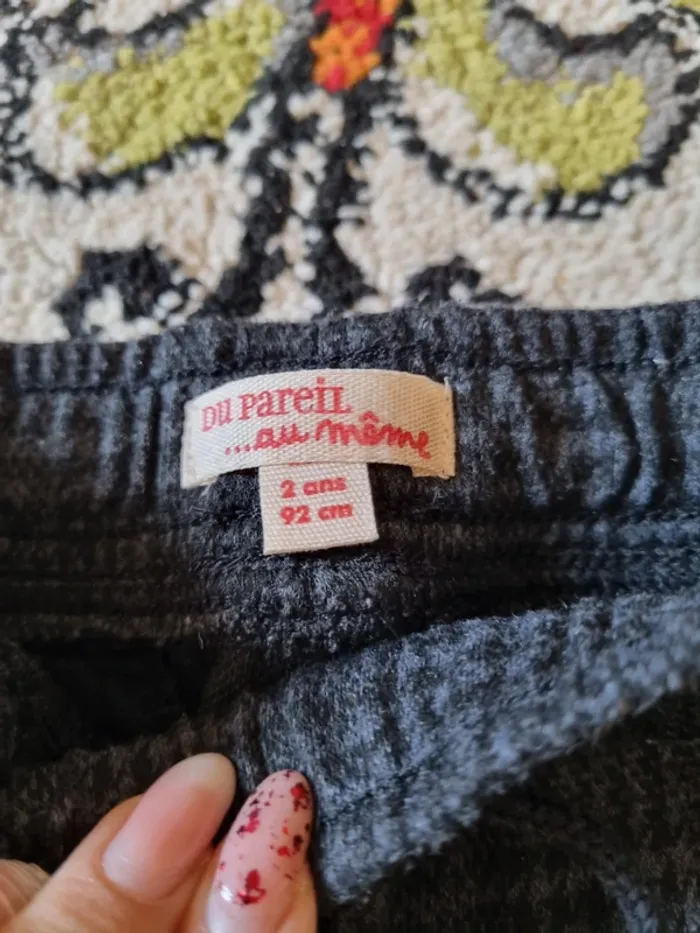 DU PAREIL
...au même
2 ans
92 cm